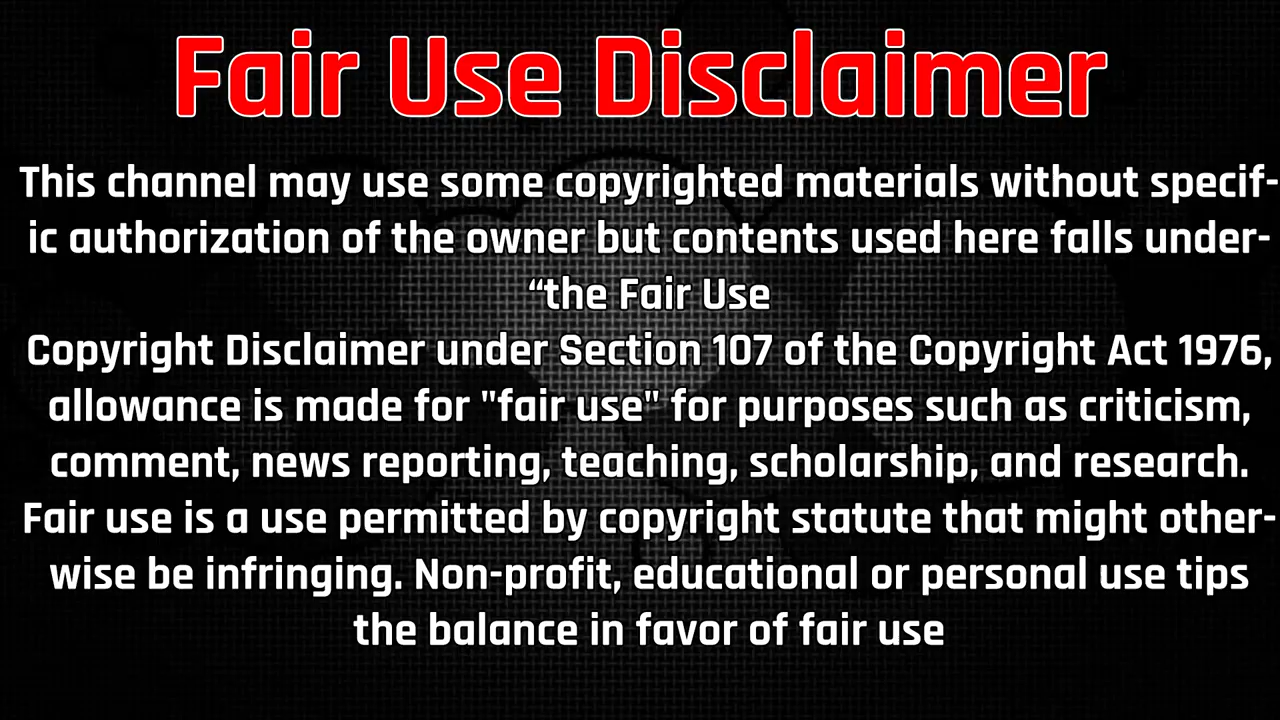 Fair Use Disclaimer
This channel may use some copyrighted materials without specif-
ic authorization of the owner but contents used here falls under-
“the Fair Use
Copyright Disclaimer under Section 107 of the Copyright Act 1976,
allowance is made for "fair use" for purposes such as criticism,
comment, news reporting, teaching, scholarship, and research.
Fair use is a use permitted by copyright statute that might other-
wise be infringing. Non-profit, educational or personal use tips
the balance in favor of fair use